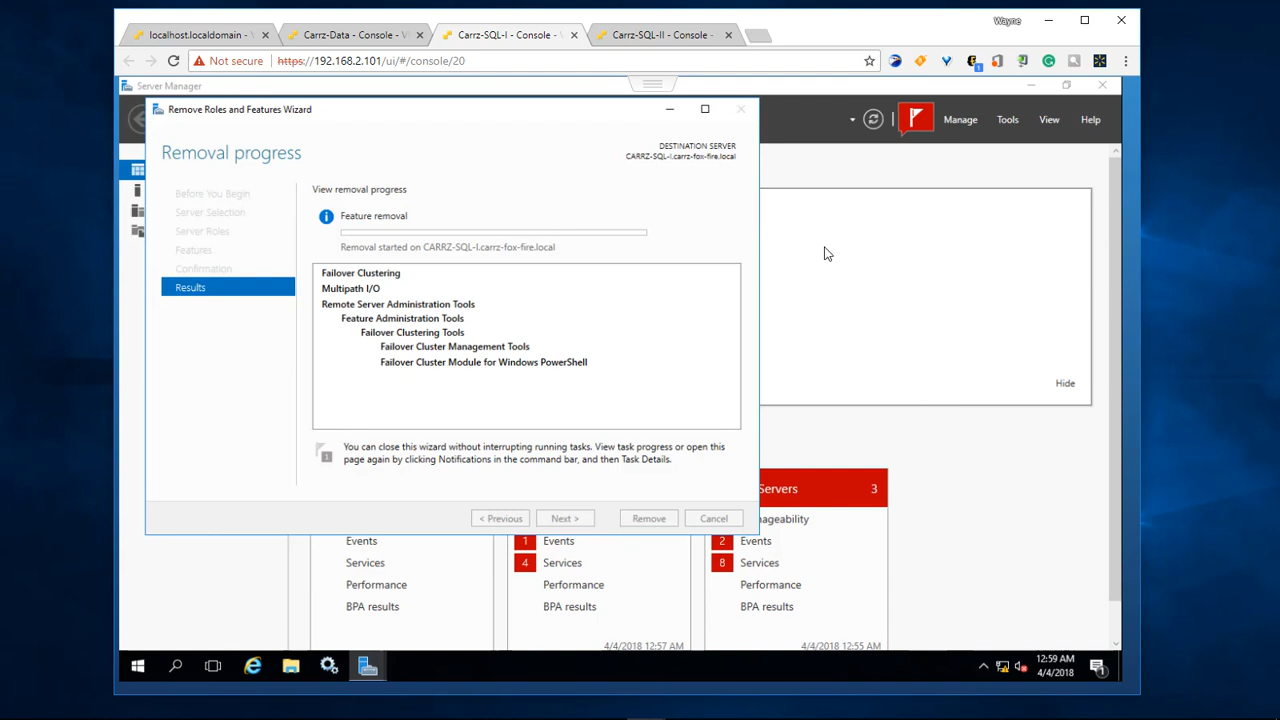 Wayne
localhost.localdomain -
Carrz-Data - Console - V
Carrz-SQL-I - Console -
Carrz-SQL-II - Console -
Not secure
https://192.168.2.101/ui/#/console/20
Server Manager
Remove Roles and Features Wizard
Manage
Tools
View
Help
Removal progress
DESTINATION SERVER
CARRZ-SQL-I.carrz-fox-fire.local
Before You Begin
Server Selection
Server Roles
Features
Confirmation
Results
View removal progress
Feature removal
Removal started on CARRZ-SQL-I.carrz-fox-fire.local
Failover Clustering
Multipath I/O
Remote Server Administration Tools
Feature Administration Tools
Failover Clustering Tools
Failover Cluster Management Tools
Failover Cluster Module for Windows PowerShell
You can close this wizard without interrupting running tasks. View task progress or open this
page again by clicking Notifications in the command bar, and then Task Details.
< Previous
Next >
Remove
Cancel
Hide
Servers 3
nageability
Events
Services
Performance
BPA results
1 Events
4 Services
Performance
BPA results
4/4/2018 12:57 AM
2 Events
8 Services
Performance
BPA results
4/4/2018 12:55 AM
12:59 AM
4/4/2018